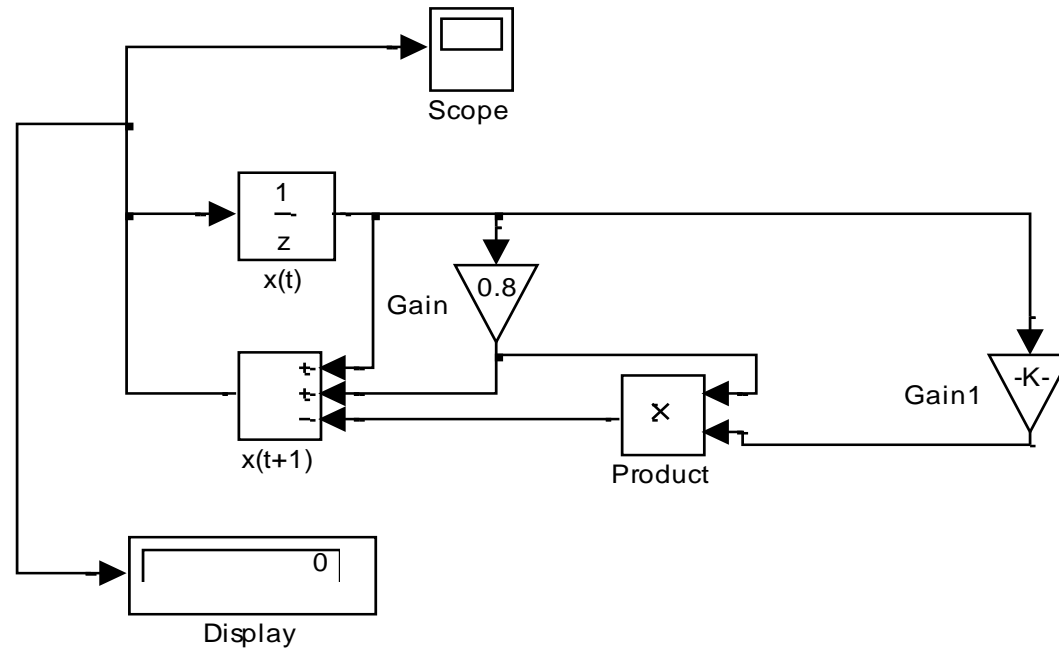 Scope
1
z
x(t)
Gain
0.8
+
+
-
x(t+1)
×
Product
Gain1
-K-
0
Display